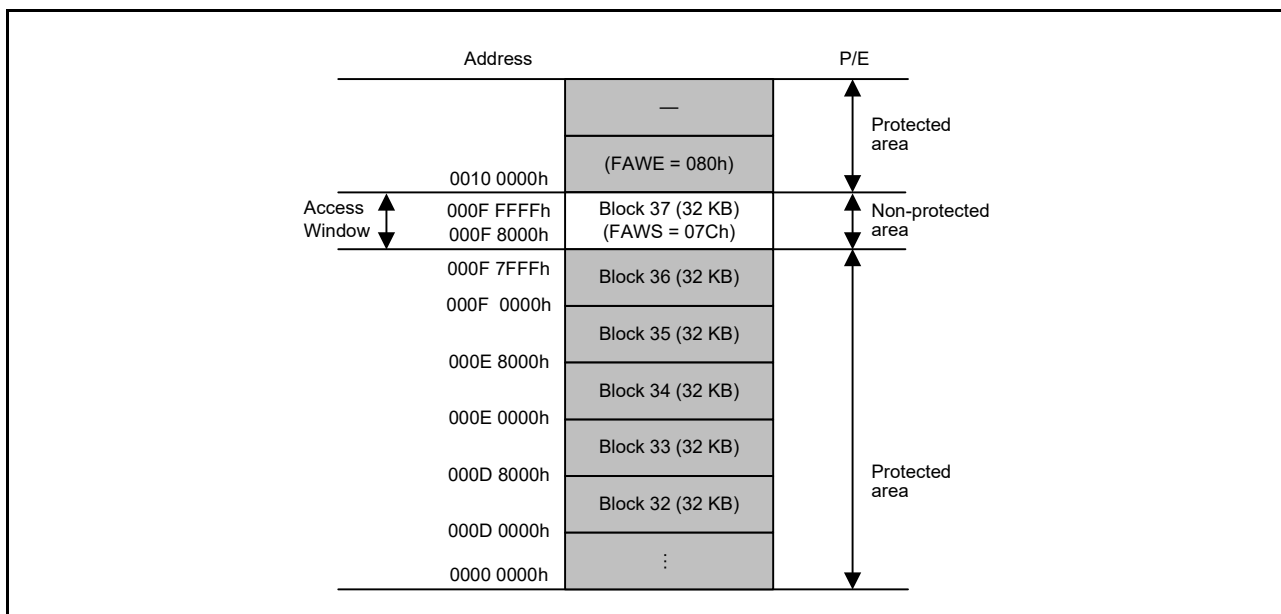 Address P/E
—
Protected
area
(FAWE = 080h)
0010 0000h
Access
Window
000F FFFFh
000F 8000h
Block 37 (32 KB)
(FAWS = 07Ch)
Non-protected
area
000F 7FFFh
Block 36 (32 KB)
000F 0000h
Block 35 (32 KB)
000E 8000h
Block 34 (32 KB)
000E 0000h
Block 33 (32 KB)
000D 8000h
Protected
area
Block 32 (32 KB)
000D 0000h
⋮
0000 0000h